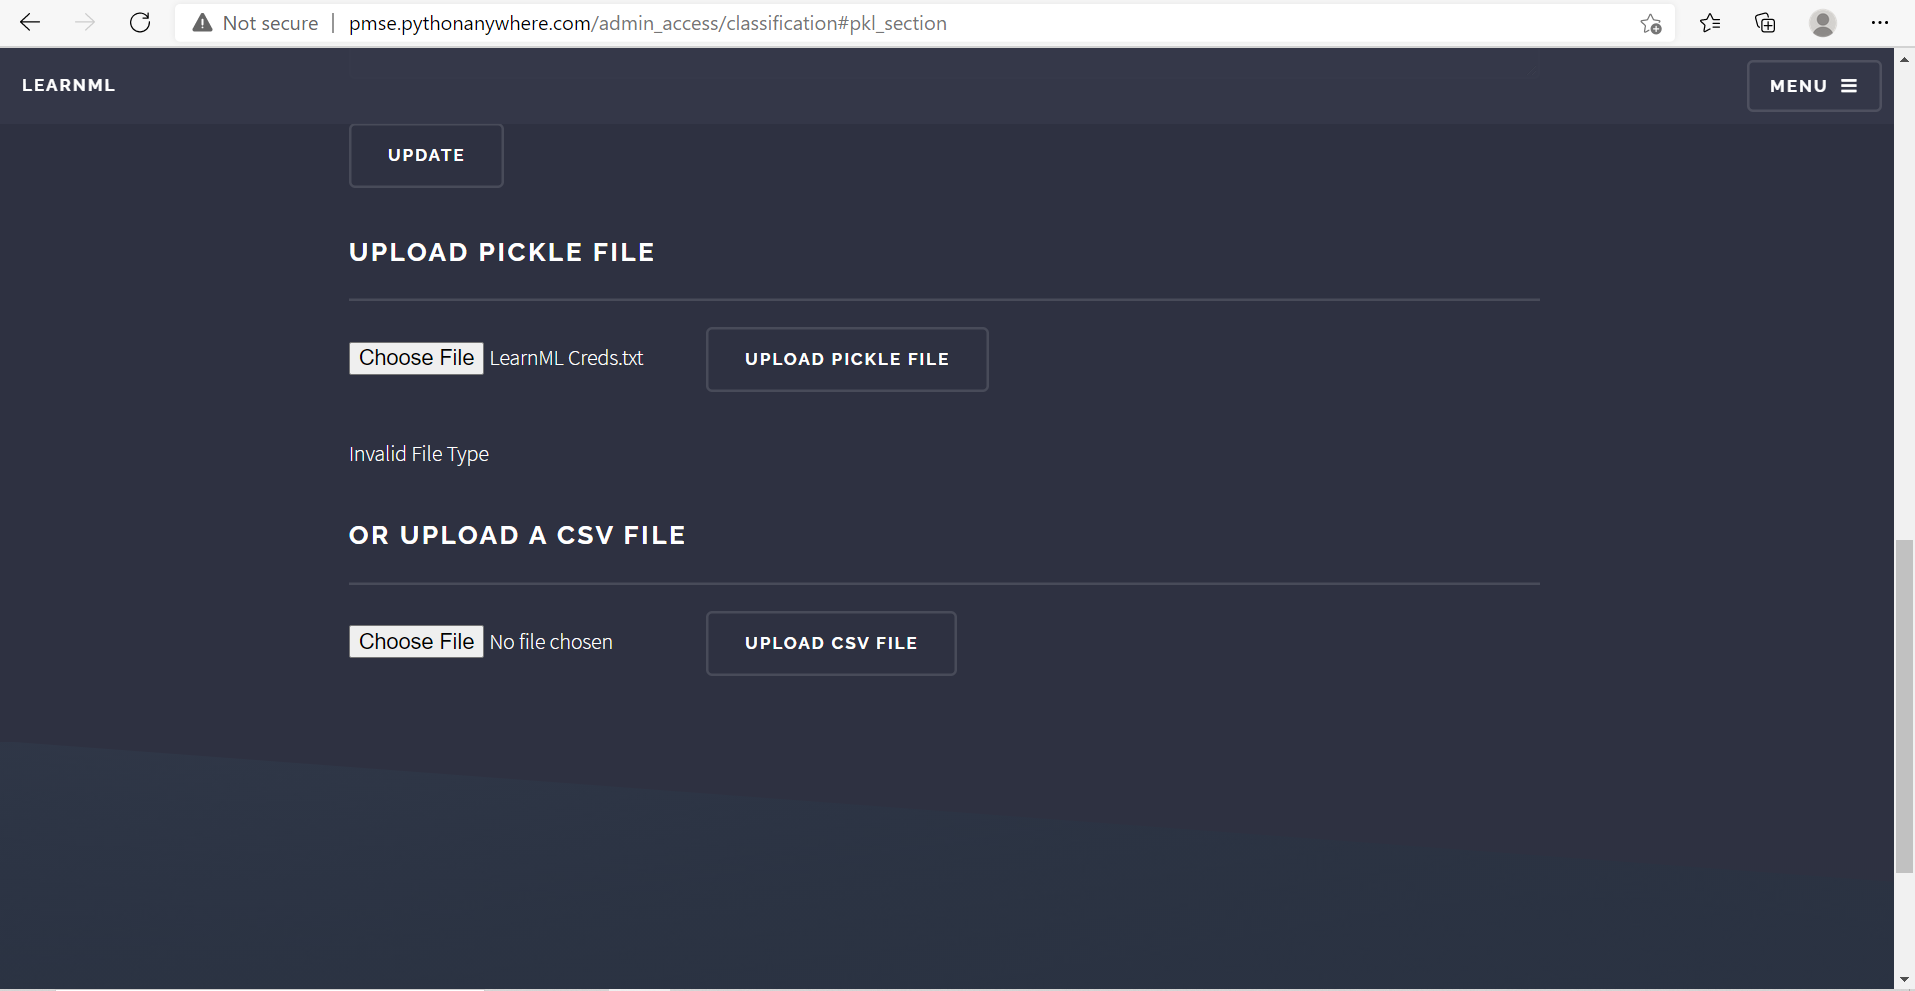 Not secure | pmse.pythonanywhere.com/admin_access/classification#pkl_section
LEARNML
MENU
UPDATE
UPLOAD PICKLE FILE
Choose File LearnML Creds.txt
UPLOAD PICKLE FILE
Invalid File Type
OR UPLOAD A CSV FILE
Choose File No file chosen
UPLOAD CSV FILE